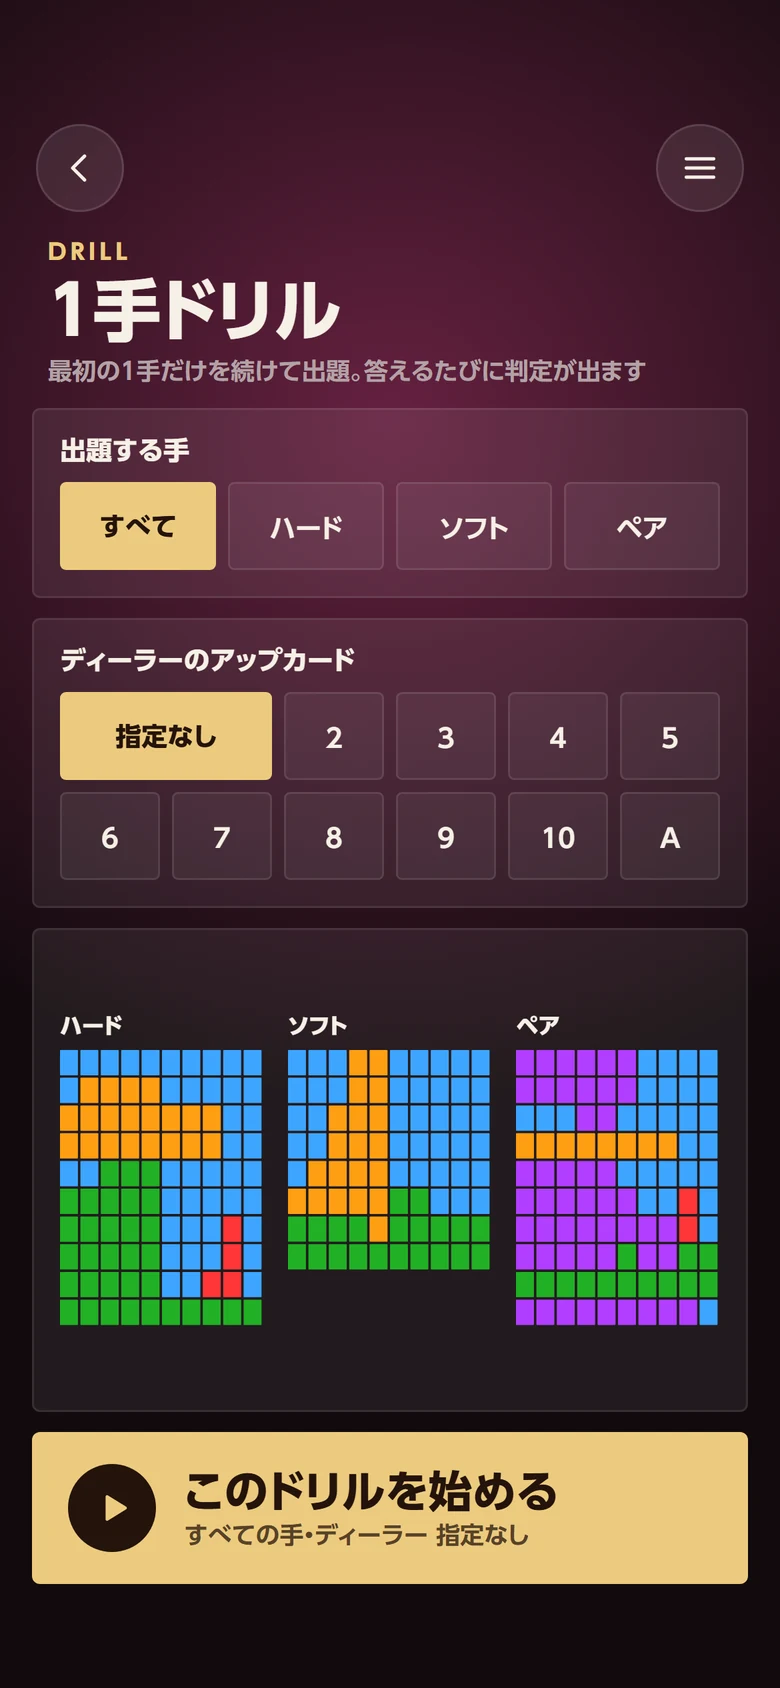 DRILL
1手ドリル
最初の1手だけを続けて出題。答えるたびに判定が出ます
出題する手
すべて ハード ソフト ペア
ディーラーのアップカード
指定なし 2 3 4 5
6 7 8 9 10 A
ハード ソフト ペア
このドリルを始める
すべての手・ディーラー 指定なし